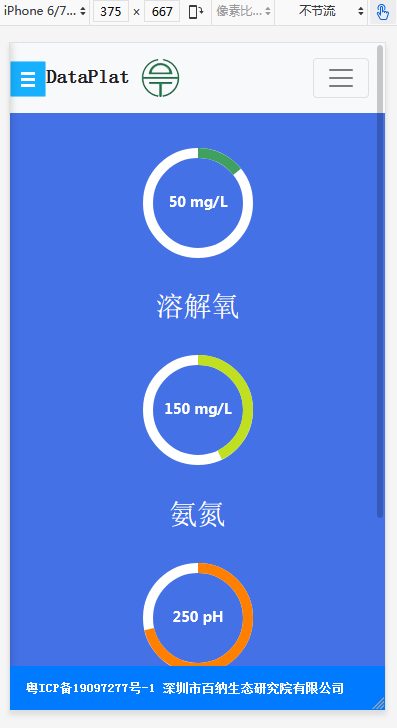 iPhone 6/7... 375 × 667 像素比... 不节流
DataPlat
50 mg/L
溶解氧
150 mg/L
氨氮
250 pH
粤ICP备19097277号-1 深圳市百纳生态研究院有限公司